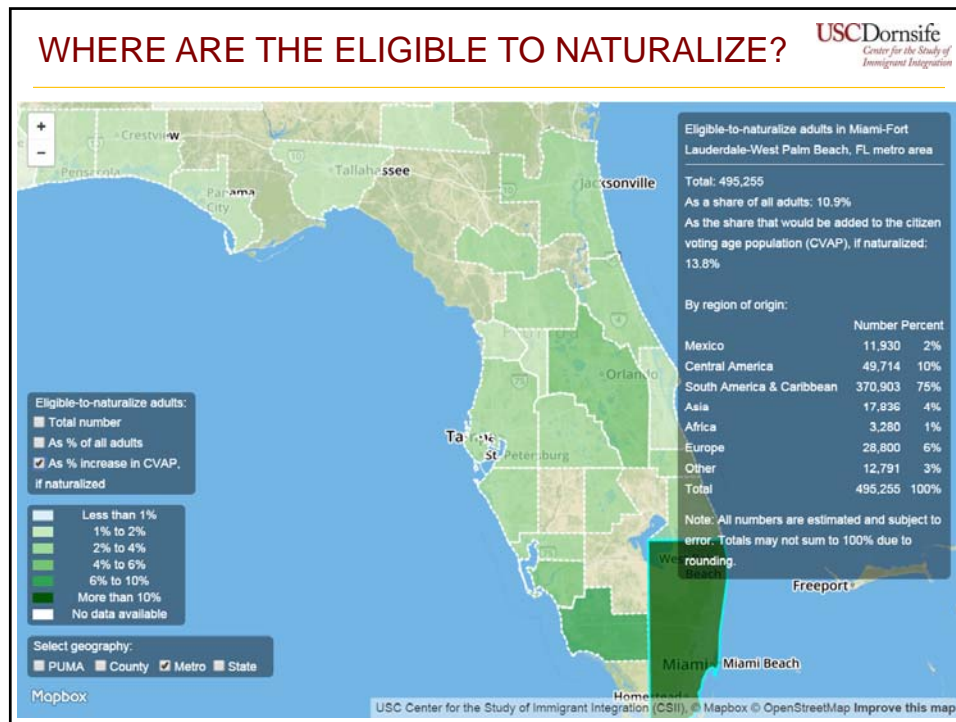 WHERE ARE THE ELIGIBLE TO NATURALIZE?
USCDornsife
Center for the Study of
Immigrant Integration
+
−
Crestview
Pensacola
Tallahassee
Panama
City
Jacksonville
Orlando
Tampa
St Petersburg
West Palm
Beach
Freeport
Miami
Miami Beach
Homestead
Eligible-to-naturalize adults in Miami-Fort
Lauderdale-West Palm Beach, FL metro area
Total: 495,255
As a share of all adults: 10.9%
As the share that would be added to the citizen
voting age population (CVAP), if naturalized:
13.8%
By region of origin:
Number Percent
Mexico 11,930 2%
Central America 49,714 10%
South America & Caribbean 370,903 75%
Asia 17,836 4%
Africa 3,280 1%
Europe 28,800 6%
Other 12,791 3%
Total 495,255 100%
Note: All numbers are estimated and subject to
error. Totals may not sum to 100% due to
rounding.
Eligible-to-naturalize adults:
Total number
As % of all adults
As % increase in CVAP,
if naturalized
Less than 1%
1% to 2%
2% to 4%
4% to 6%
6% to 10%
More than 10%
No data available
Select geography:
PUMA County Metro State
Mapbox
USC Center for the Study of Immigrant Integration (CSII), © Mapbox © OpenStreetMap Improve this map